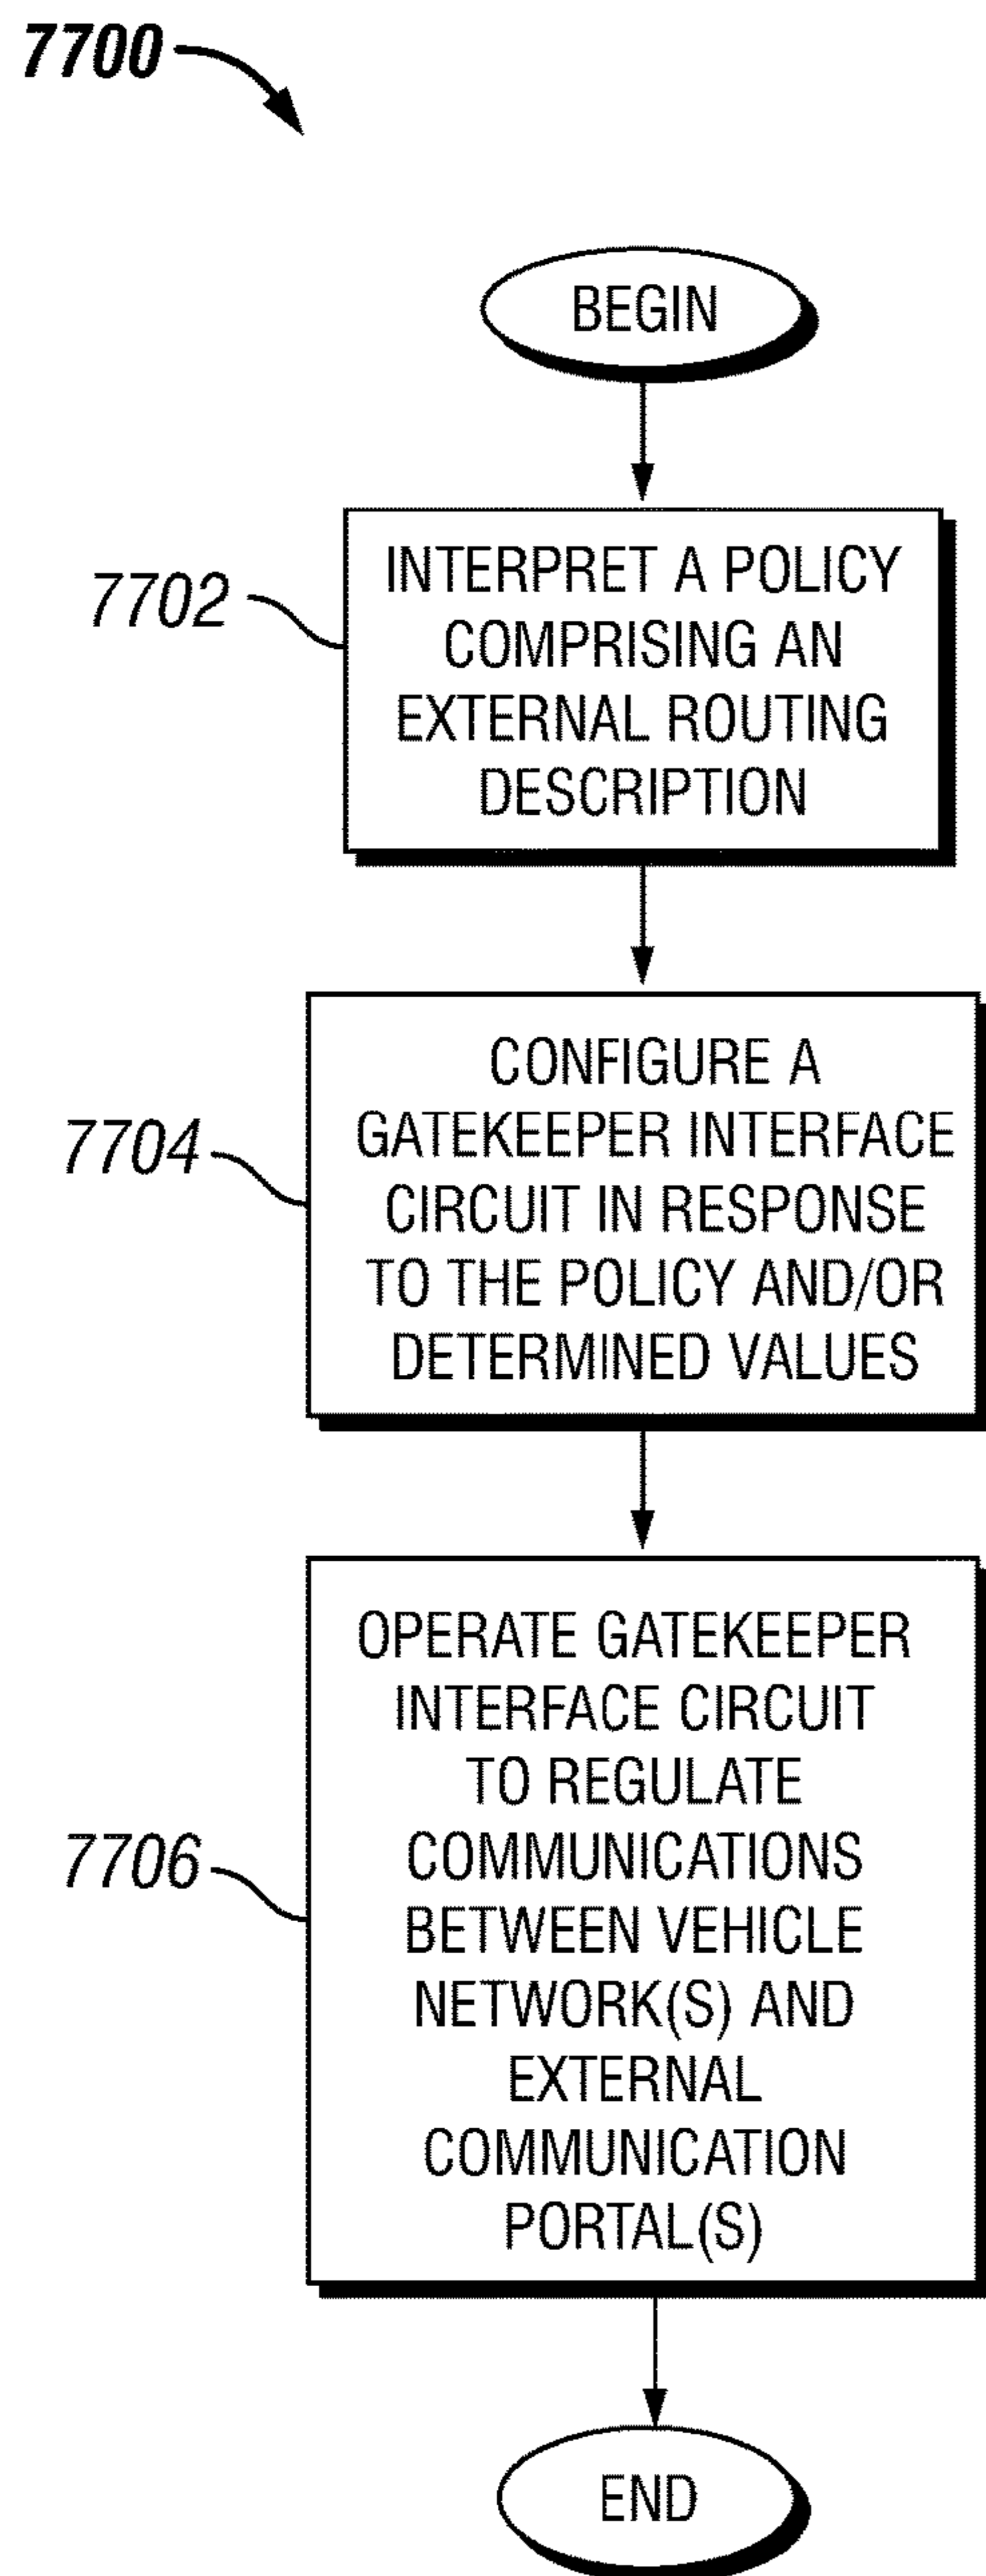 7700
BEGIN
7702
INTERPRET A POLICY
COMPRISING AN
EXTERNAL ROUTING
DESCRIPTION
7704
CONFIGURE A
GATEKEEPER INTERFACE
CIRCUIT IN RESPONSE
TO THE POLICY AND/OR
DETERMINED VALUES
7706
OPERATE GATEKEEPER
INTERFACE CIRCUIT
TO REGULATE
COMMUNICATIONS
BETWEEN VEHICLE
NETWORK(S) AND
EXTERNAL
COMMUNICATION
PORTAL(S)
END